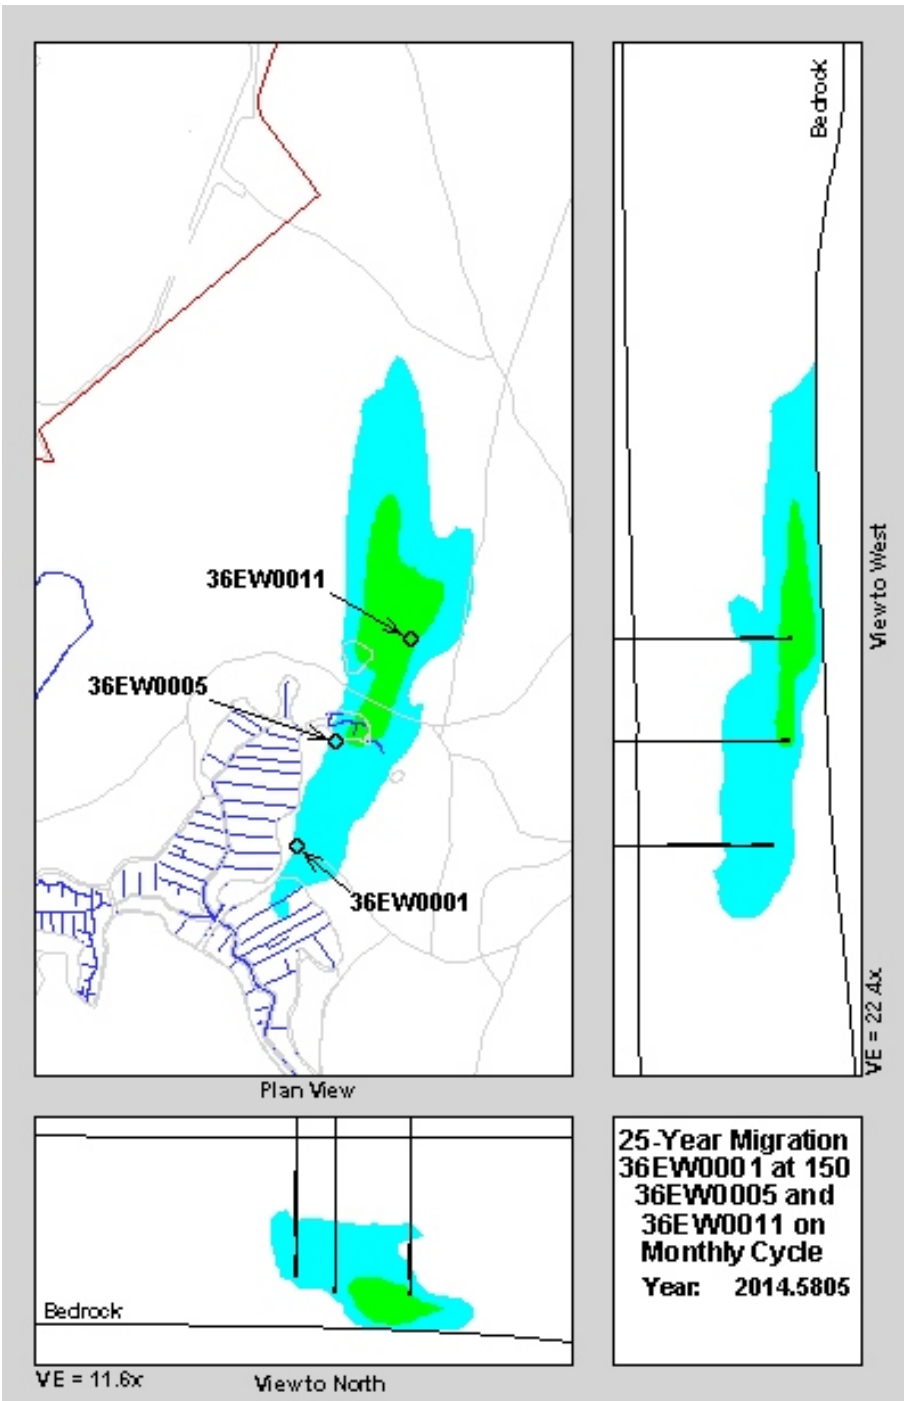 Bedrock
36EW0011
View to West
36EW0005
36EW0001
VE = 22.4x
Plan View
25-Year Migration
36EW0001 at 150
36EW0005 and
36EW0011 on
Monthly Cycle
Year: 2014.5805
Bedrock
VE = 11.6x
View to North